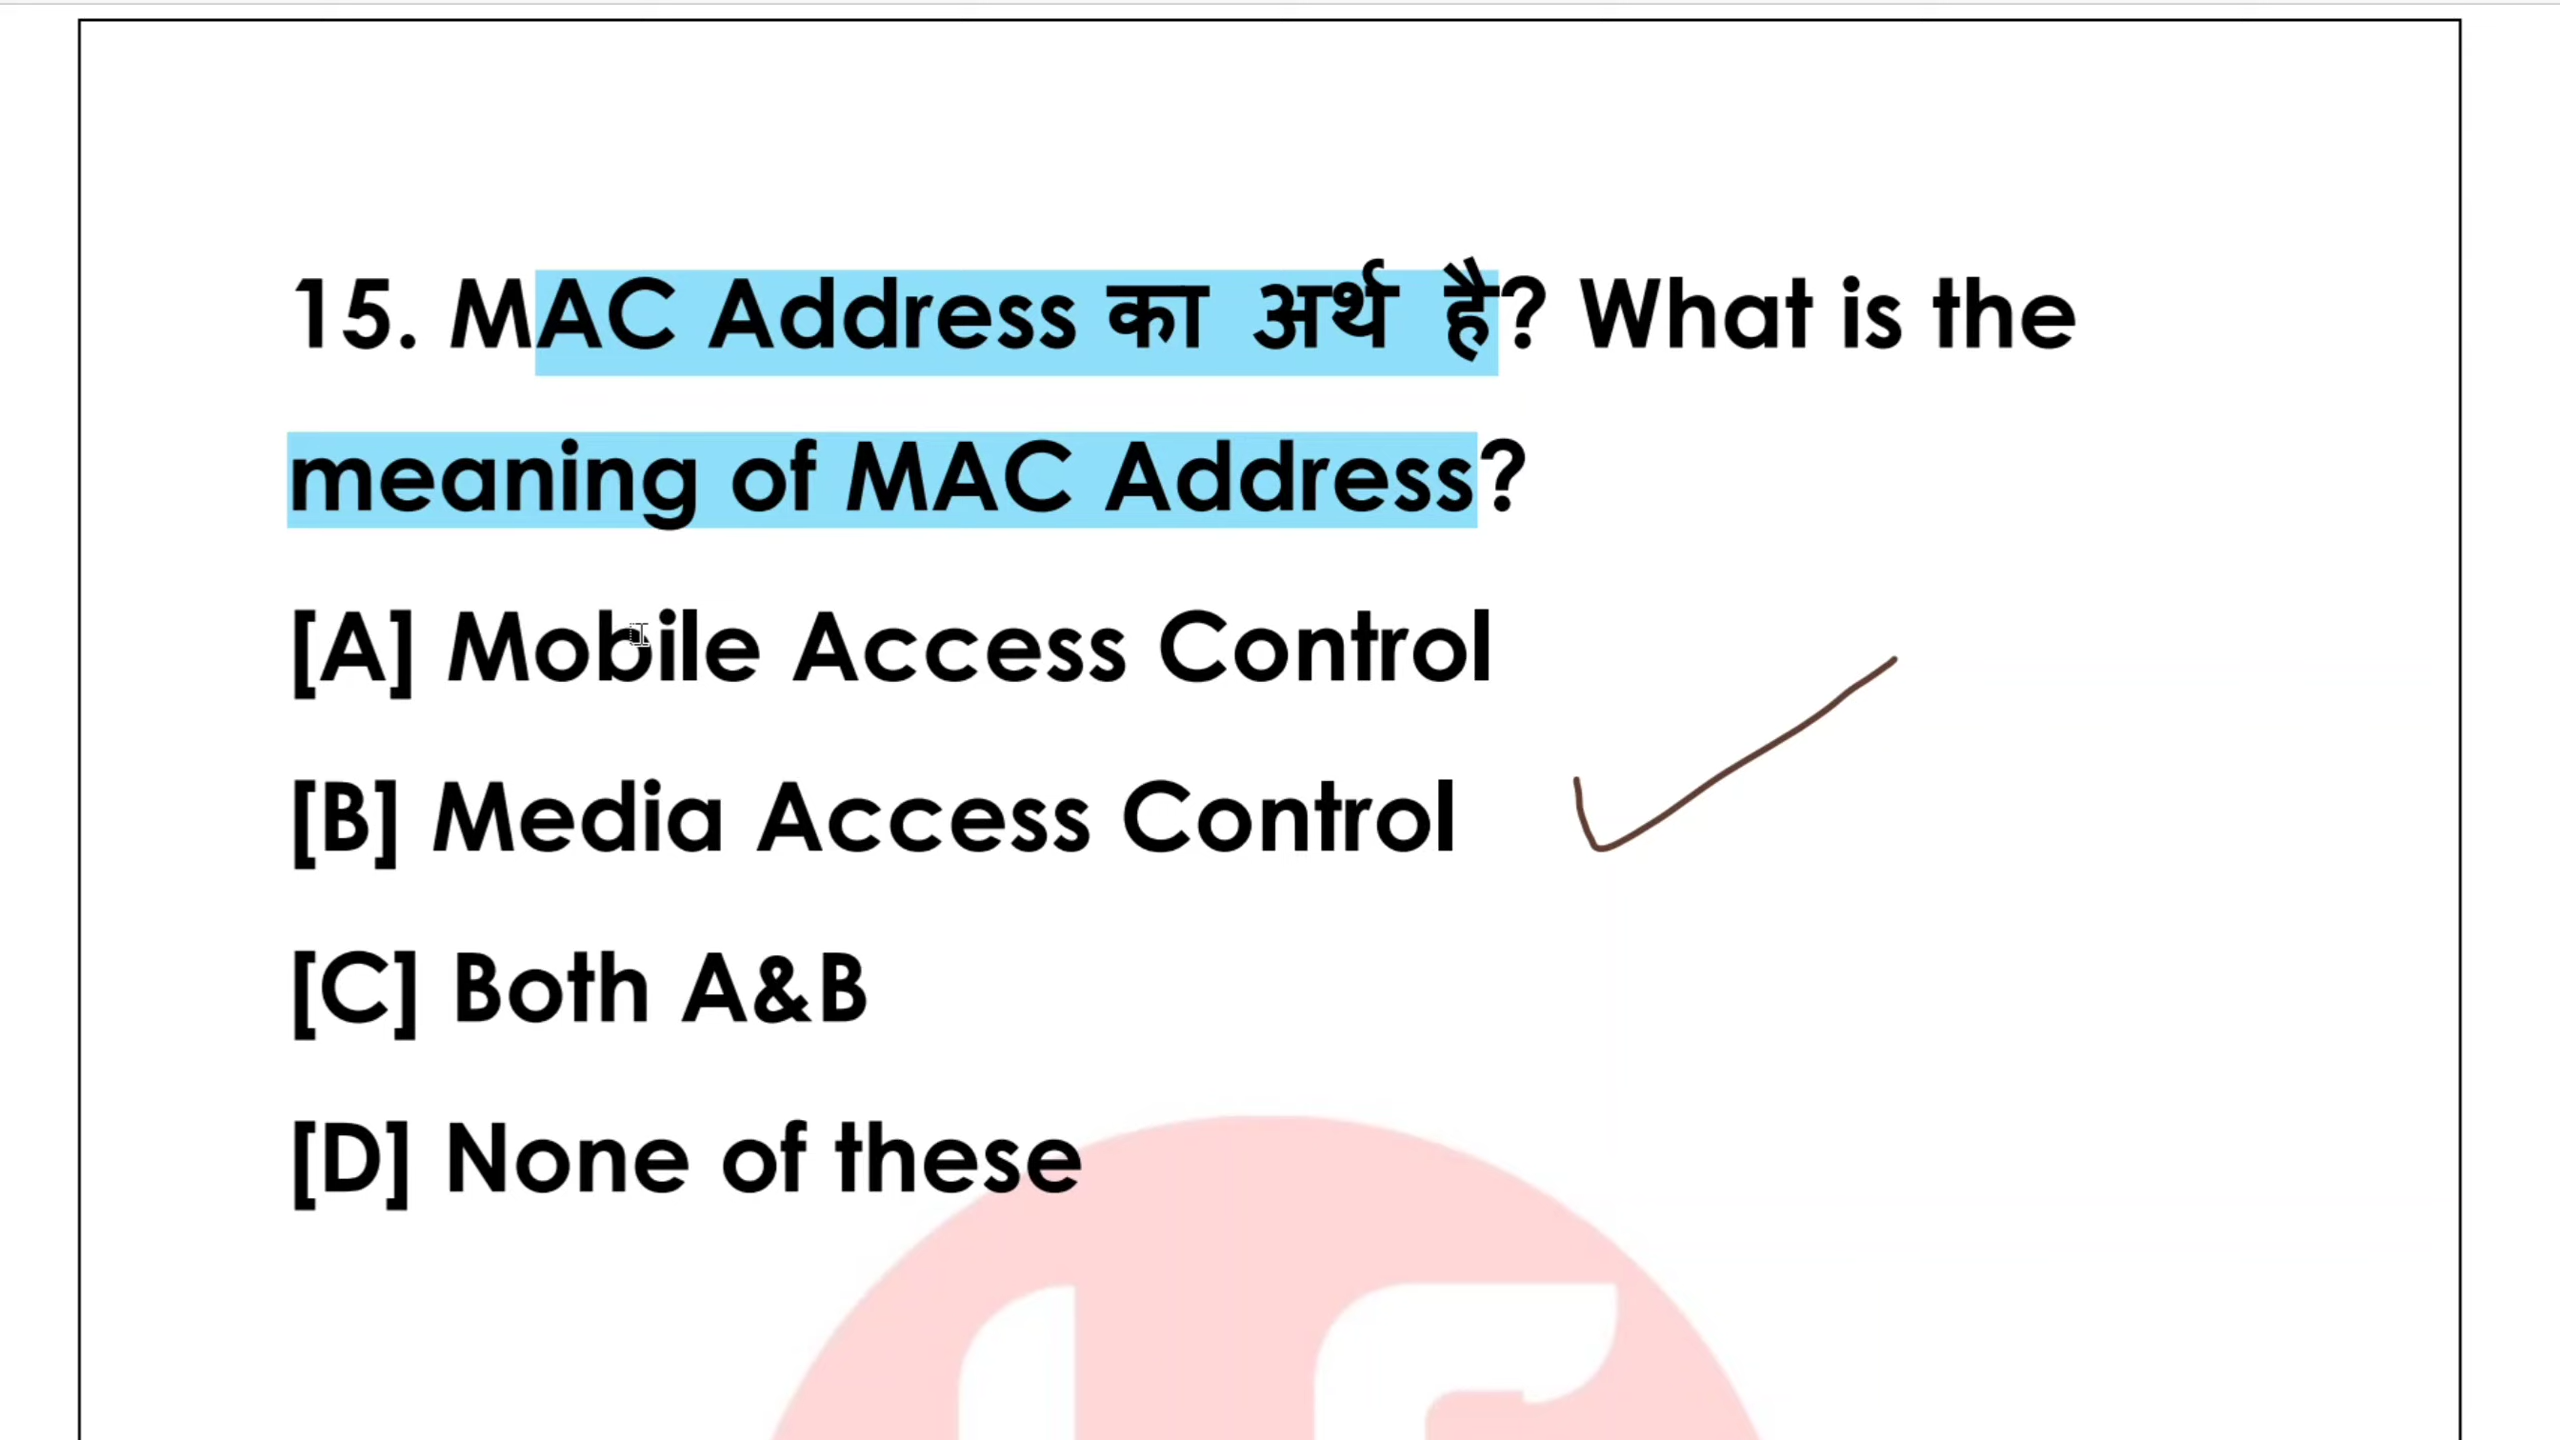 15. MAC Address का अर्थ है? What is the
meaning of MAC Address?
[A] Mobile Access Control
[B] Media Access Control
[C] Both A&B
[D] None of these